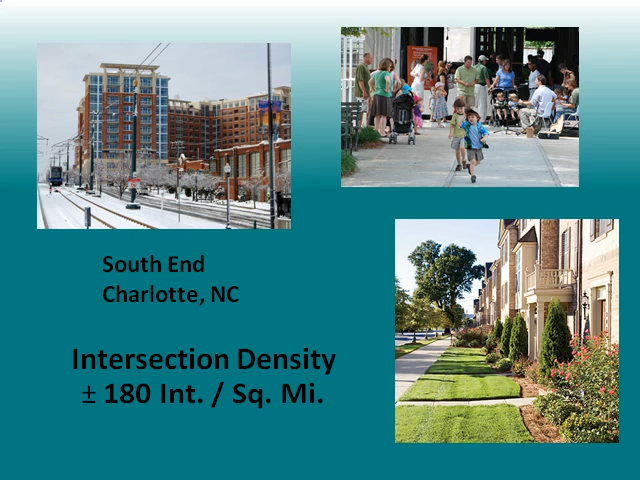 South End
Charlotte, NC
Intersection Density
± 180 Int. / Sq. Mi.